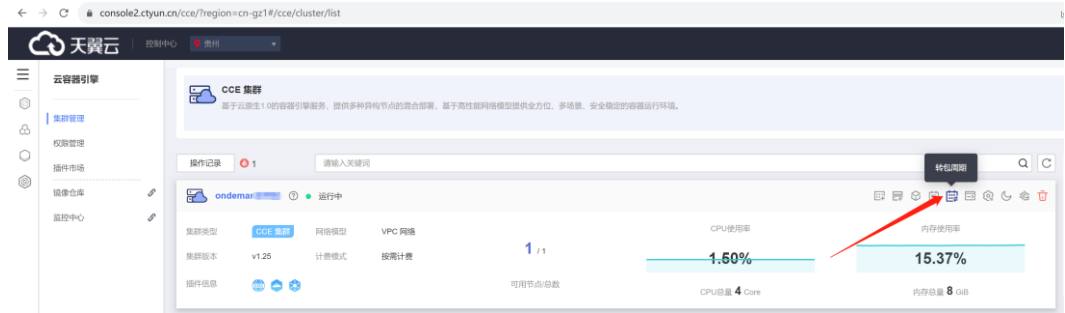 console2.ctyun.cn/cce/?region=cn-gz1#/cce/cluster/list
天翼云 控制中心 贵州
云容器引擎
集群管理
权限管理
插件市场
镜像仓库
监控中心
CCE 集群
基于云原生1.0的容器引擎服务，提供多种异构节点的混合部署、基于高性能网络模型提供全方位、多场景、安全稳定的容器运行环境。
操作记录 1 请输入关键词
转包周期
ondemar 运行中
集群类型 CCE 集群 网络模型 VPC 网络
集群版本 v1.25 计费模式 按需计费
插件信息
1 / 1
可用节点/总数
CPU使用率
1.50%
CPU总量 4 Core
内存使用率
15.37%
内存总量 8 GiB